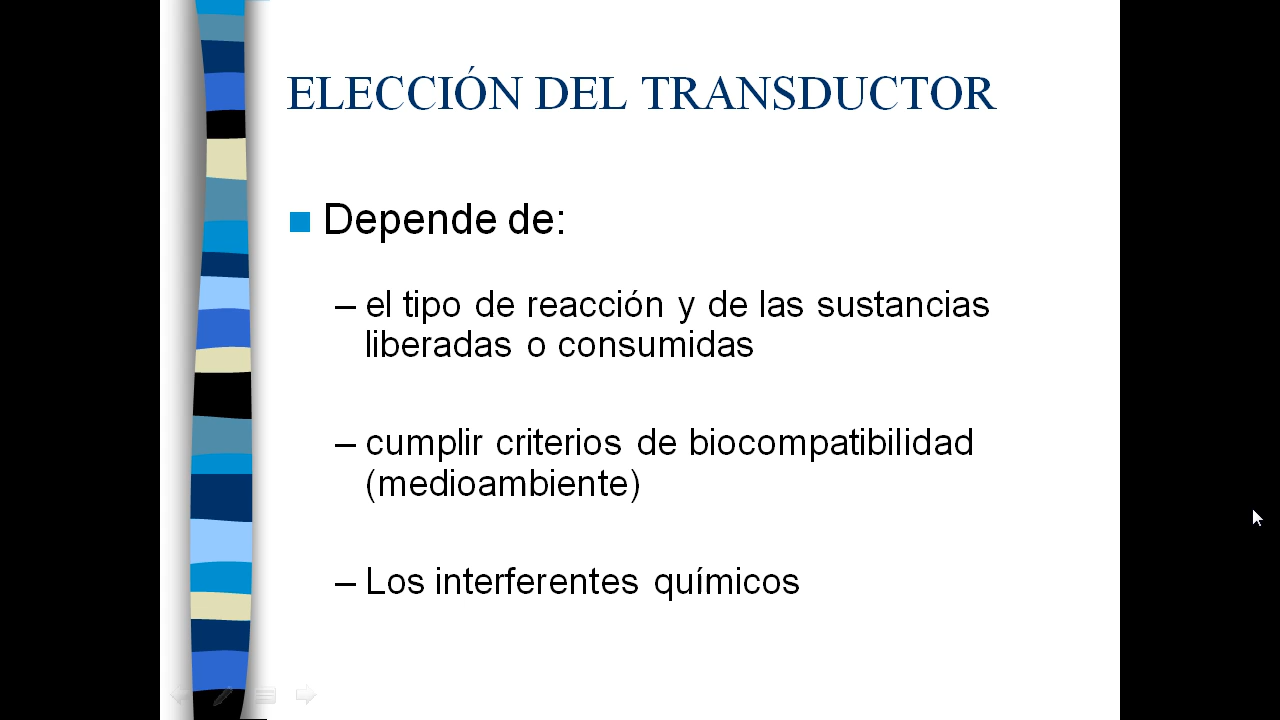 ELECCIÓN DEL TRANSDUCTOR
Depende de:
– el tipo de reacción y de las sustancias
liberadas o consumidas
– cumplir criterios de biocompatibilidad
(medioambiente)
– Los interferentes químicos